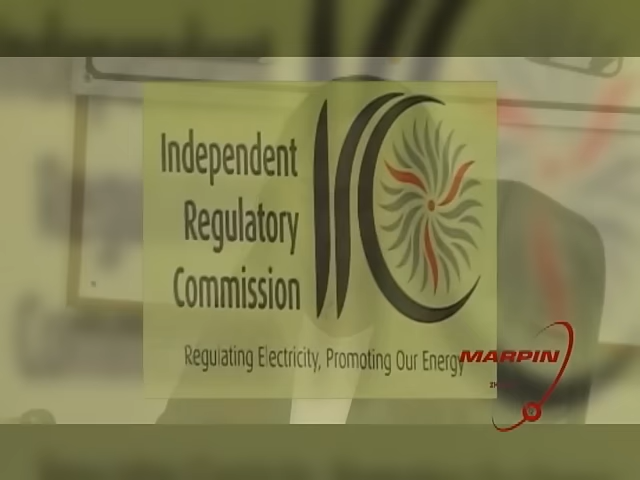 Independent
Regulatory
Commission
Regulating Electricity, Promoting Our Energy
MARPIN